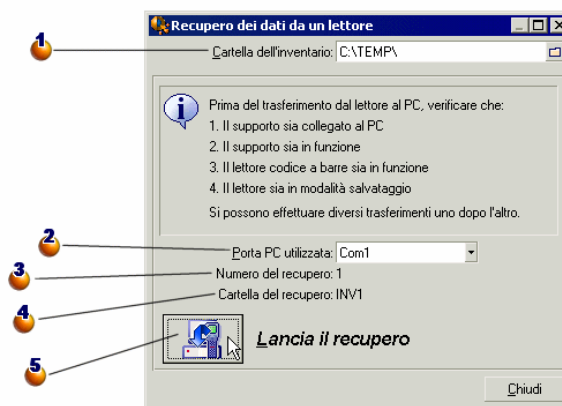 Recupero dei dati da un lettore
1
Cartella dell'inventario: C:\TEMP\
Prima del trasferimento dal lettore al PC, verificare che:
1. Il supporto sia collegato al PC
2. Il supporto sia in funzione
3. Il lettore codice a barre sia in funzione
4. Il lettore sia in modalità salvataggio
Si possono effettuare diversi trasferimenti uno dopo l'altro.
2
Porta PC utilizzata: Com1
3
Numero del recupero: 1
4
Cartella del recupero: INV1
5
Lancia il recupero
Chiudi